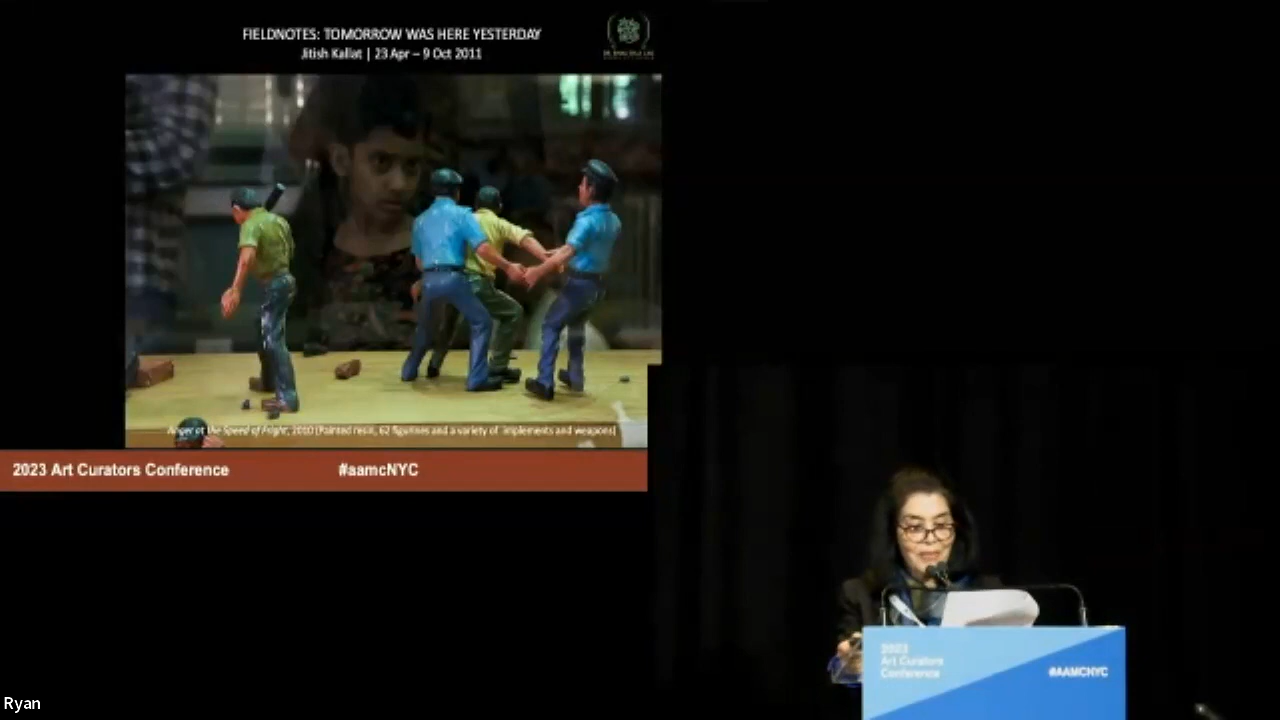 FIELDNOTES: TOMORROW WAS HERE YESTERDAY
Jitish Kallat | 23 Apr – 9 Oct 2011
Anger at the Speed of Fright, 2010 (Painted resin, 62 figurines and a variety of implements and weapons)
2023 Art Curators Conference
#aamcNYC
2023
Art Curators
Conference
#AAMCNYC
Ryan